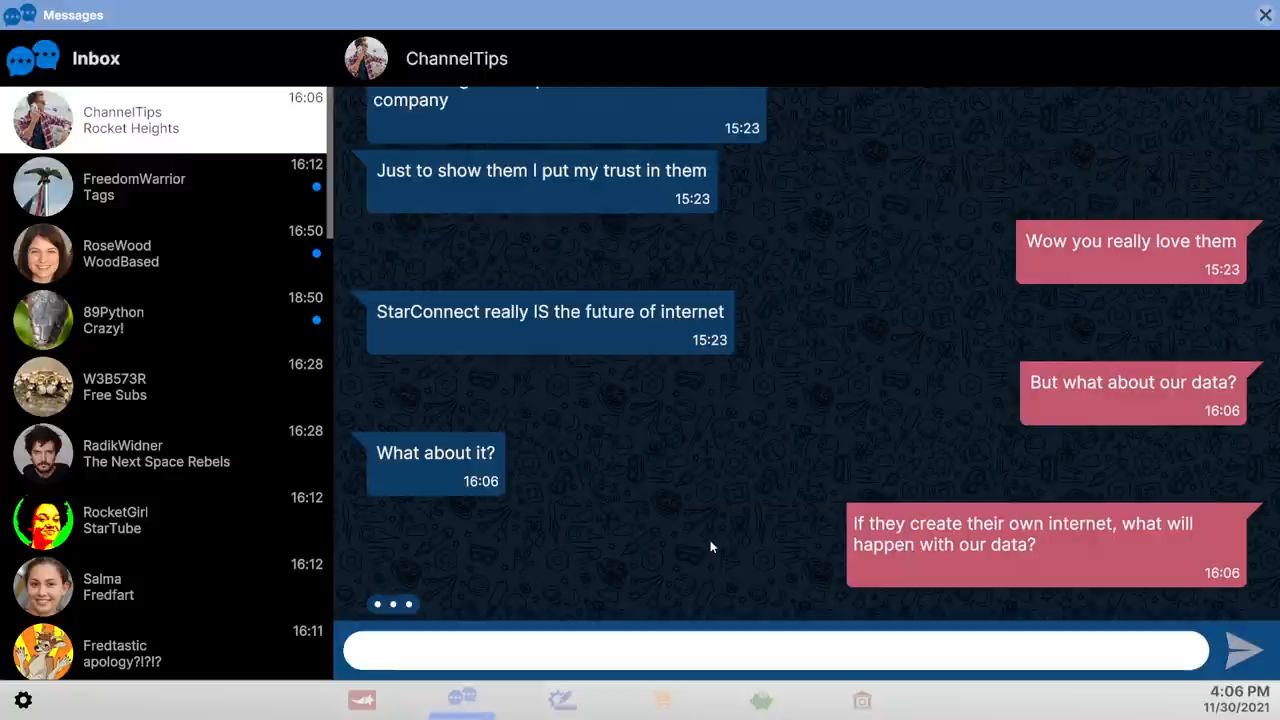 Messages
Inbox
ChannelTips
ChannelTips
Rocket Heights
16:06
FreedomWarrior
Tags
16:12
RoseWood
WoodBased
16:50
89Python
Crazy!
18:50
W3B573R
Free Subs
16:28
RadikWidner
The Next Space Rebels
16:28
RocketGirl
StarTube
16:12
Salma
Fredfart
16:12
Fredtastic
apology?!?!?
16:11
company
15:23
Just to show them I put my trust in them
15:23
Wow you really love them
15:23
StarConnect really IS the future of internet
15:23
But what about our data?
16:06
What about it?
16:06
If they create their own internet, what will
happen with our data?
16:06
4:06 PM
11/30/2021